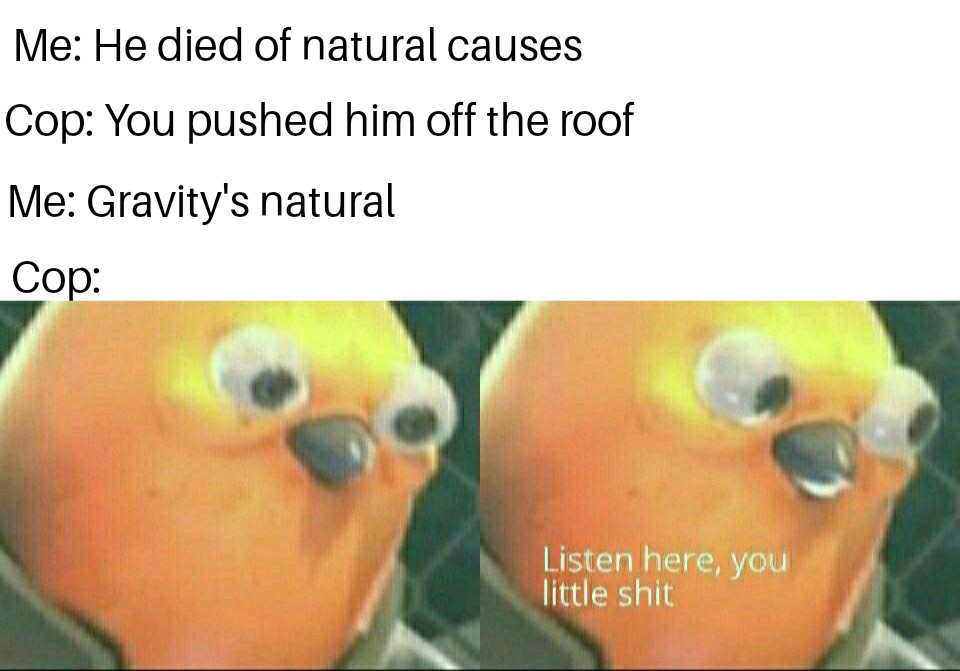 Me: He died of natural causes
Cop: You pushed him off the roof
Me: Gravity's natural
Cop:
Listen here, you
little shit